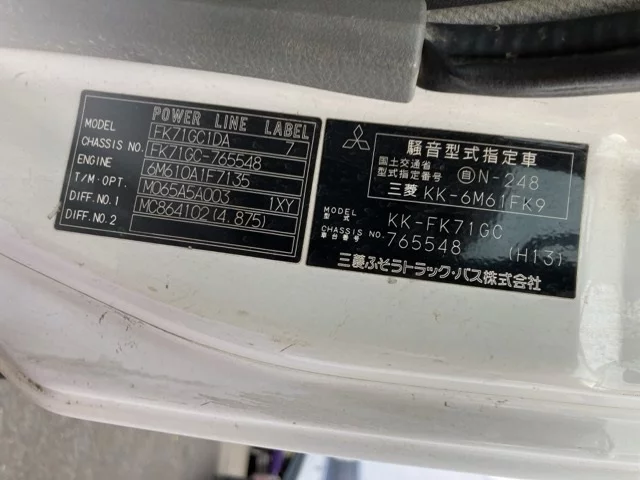 POWER LINE LABEL
MODEL FK71GC1DA 7
CHASSIS NO. FK71GC-765548
ENGINE 6M610A1F7135
T/M·OPT. M065A5A003 1XY
DIFF.NO.1 MC864102(4.875)
DIFF.NO.2
騒音型式指定車
国土交通省
型式指定番号 自N-248
三菱 KK-6M61FK9
MODEL
型式 KK-FK71GC
CHASSIS NO.
車台番号 765548 (H13)
三菱ふそうトラック・バス株式会社